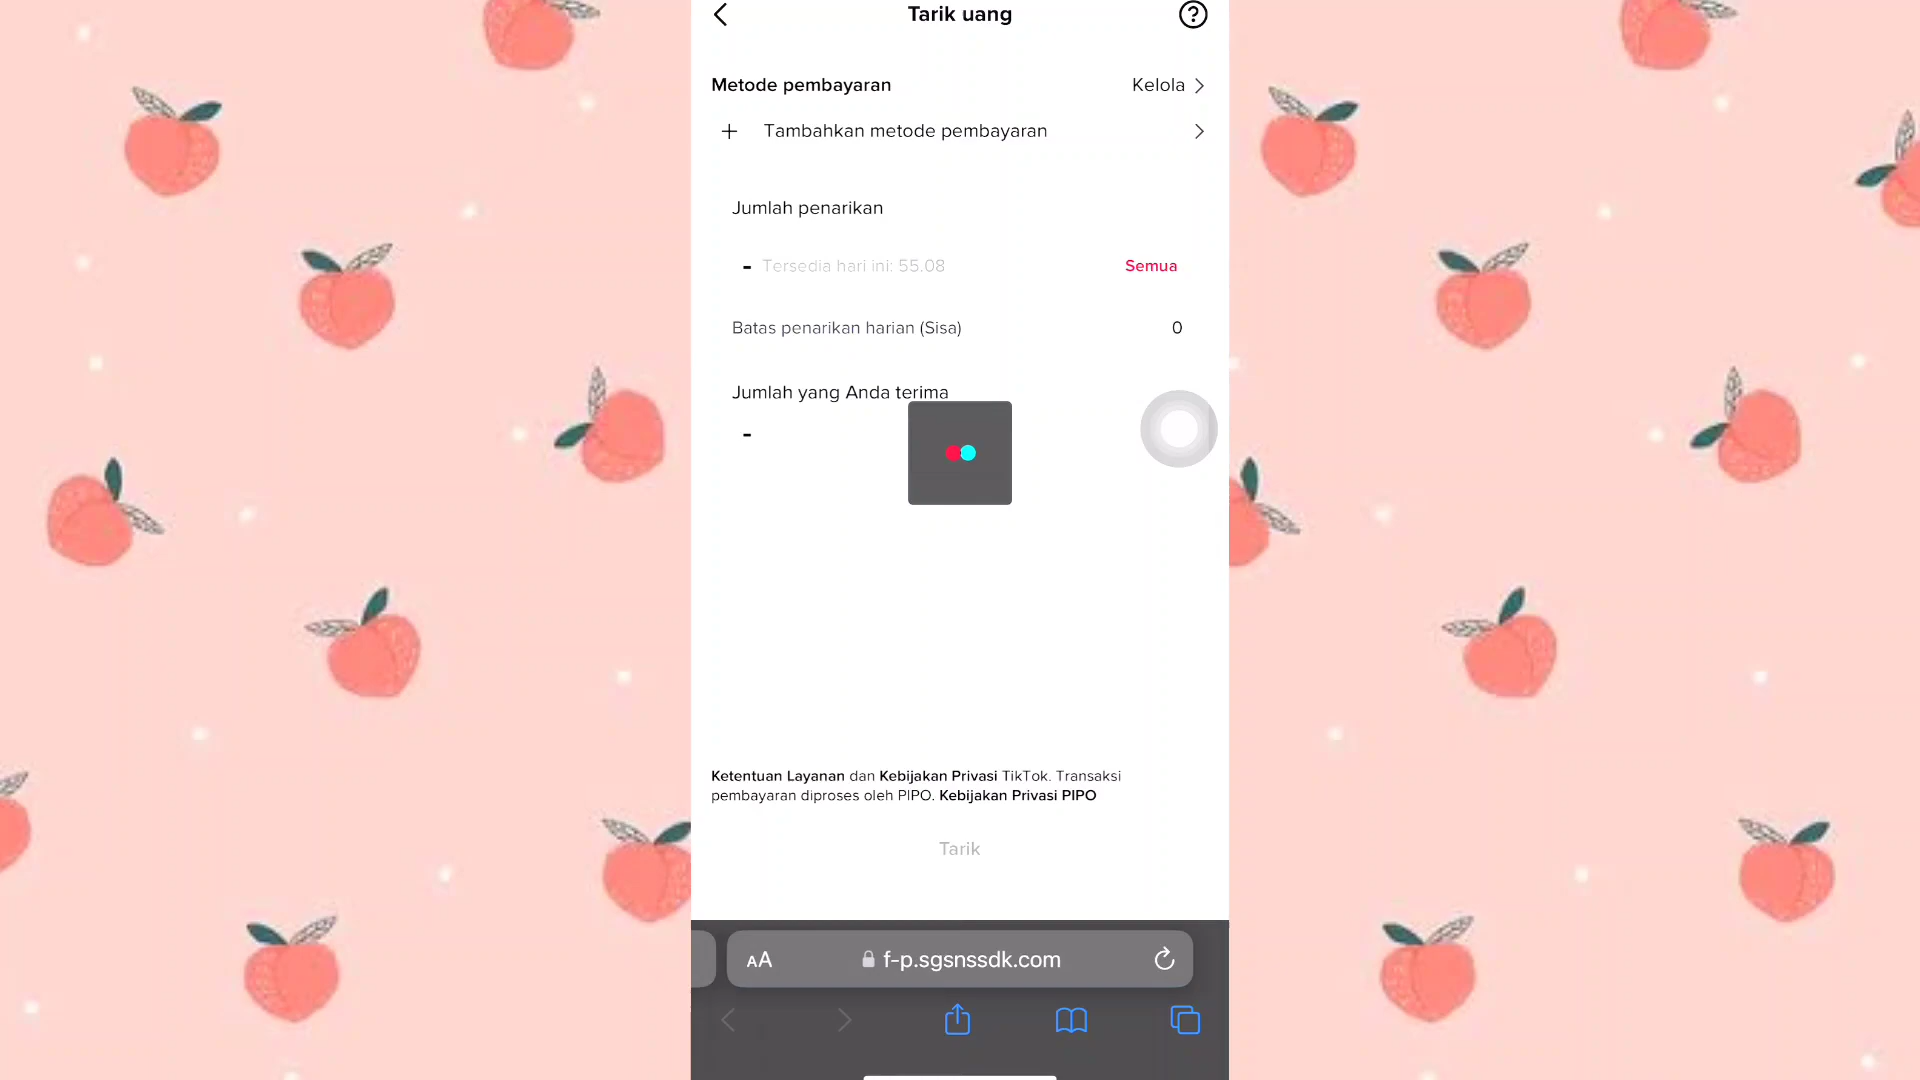 Tarik uang
Metode pembayaran Kelola
+ Tambahkan metode pembayaran
Jumlah penarikan
- Tersedia hari ini: 55.08 Semua
Batas penarikan harian (Sisa) 0
Jumlah yang Anda terima
-
Ketentuan Layanan dan Kebijakan Privasi TikTok. Transaksi
pembayaran diproses oleh PIPO. Kebijakan Privasi PIPO
Tarik
AA f-p.sgsnssdk.com